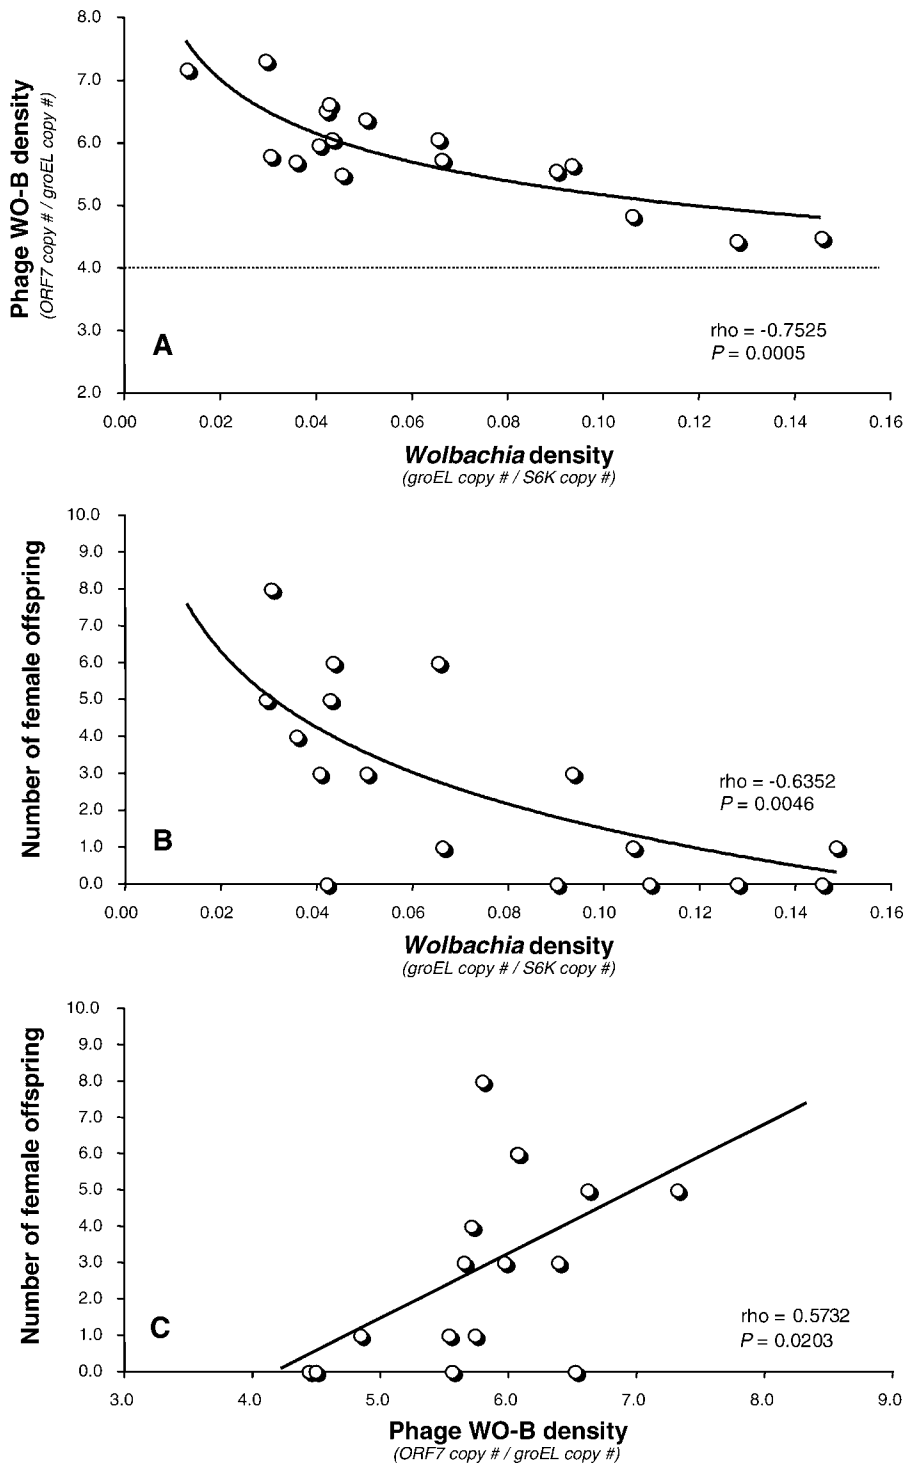 Phage WO-B density
(ORF7 copy # / groEL copy #)
8.0
7.0
6.0
5.0
4.0
3.0
2.0
A
rho = -0.7525
P = 0.0005
0.00 0.02 0.04 0.06 0.08 0.10 0.12 0.14 0.16
Wolbachia density
(groEL copy # / S6K copy #)
Number of female offspring
10.0
9.0
8.0
7.0
6.0
5.0
4.0
3.0
2.0
1.0
0.0
B
rho = -0.6352
P = 0.0046
0.00 0.02 0.04 0.06 0.08 0.10 0.12 0.14 0.16
Wolbachia density
(groEL copy # / S6K copy #)
Number of female offspring
10.0
9.0
8.0
7.0
6.0
5.0
4.0
3.0
2.0
1.0
0.0
C
rho = 0.5732
P = 0.0203
3.0 4.0 5.0 6.0 7.0 8.0 9.0
Phage WO-B density
(ORF7 copy # / groEL copy #)